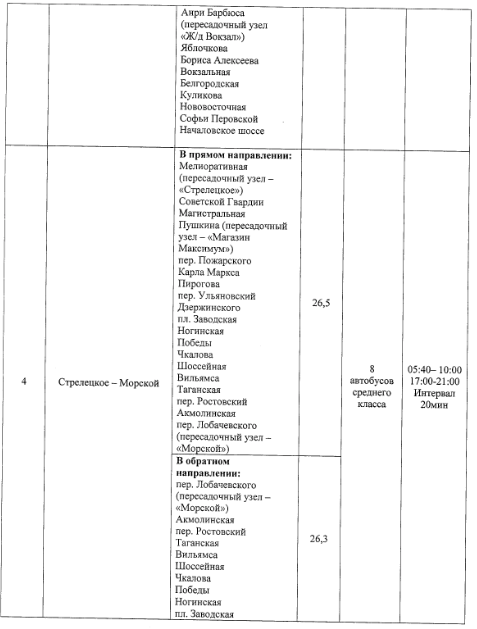 Анри Барбюса
(пересадочный узел
«Ж/д Вокзал»)
Яблочкова
Бориса Алексеева
Вокзальная
Белгородская
Куликова
Нововосточная
Софьи Перовской
Началовское шоссе
4
Стрелецкое – Морской
В прямом направлении:
Мелиоративная
(пересадочный узел –
«Стрелецкое»)
Советской Гвардии
Магистральная
Пушкина (пересадочный
узел – «Магазин
Максимум»)
пер. Пожарского
Карла Маркса
Пирогова
пер. Ульяновский
Дзержинского
пл. Заводская
Ногинская
Победы
Чкалова
Шоссейная
Вильямса
Таганская
пер. Ростовский
Акмолинская
пер. Лобачевского
(пересадочный узел –
«Морской»)
26,5
8
автобусов
среднего
класса
05:40– 10:00
17:00-21:00
Интервал
20мин
В обратном
направлении:
пер. Лобачевского
(пересадочный узел –
«Морской»)
Акмолинская
пер. Ростовский
Таганская
Вильямса
Шоссейная
Чкалова
Победы
Ногинская
пл. Заводская
26,3